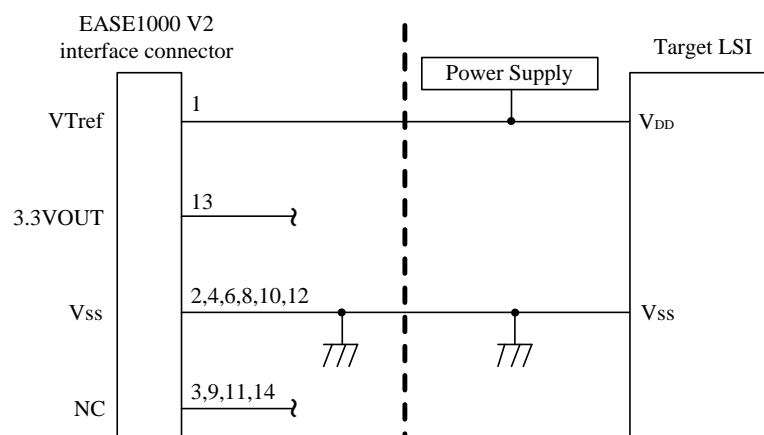 EASE1000 V2
interface connector
Target LSI
Power Supply
1
VTref
VDD
13
3.3VOUT
2,4,6,8,10,12
Vss
Vss
3,9,11,14
NC